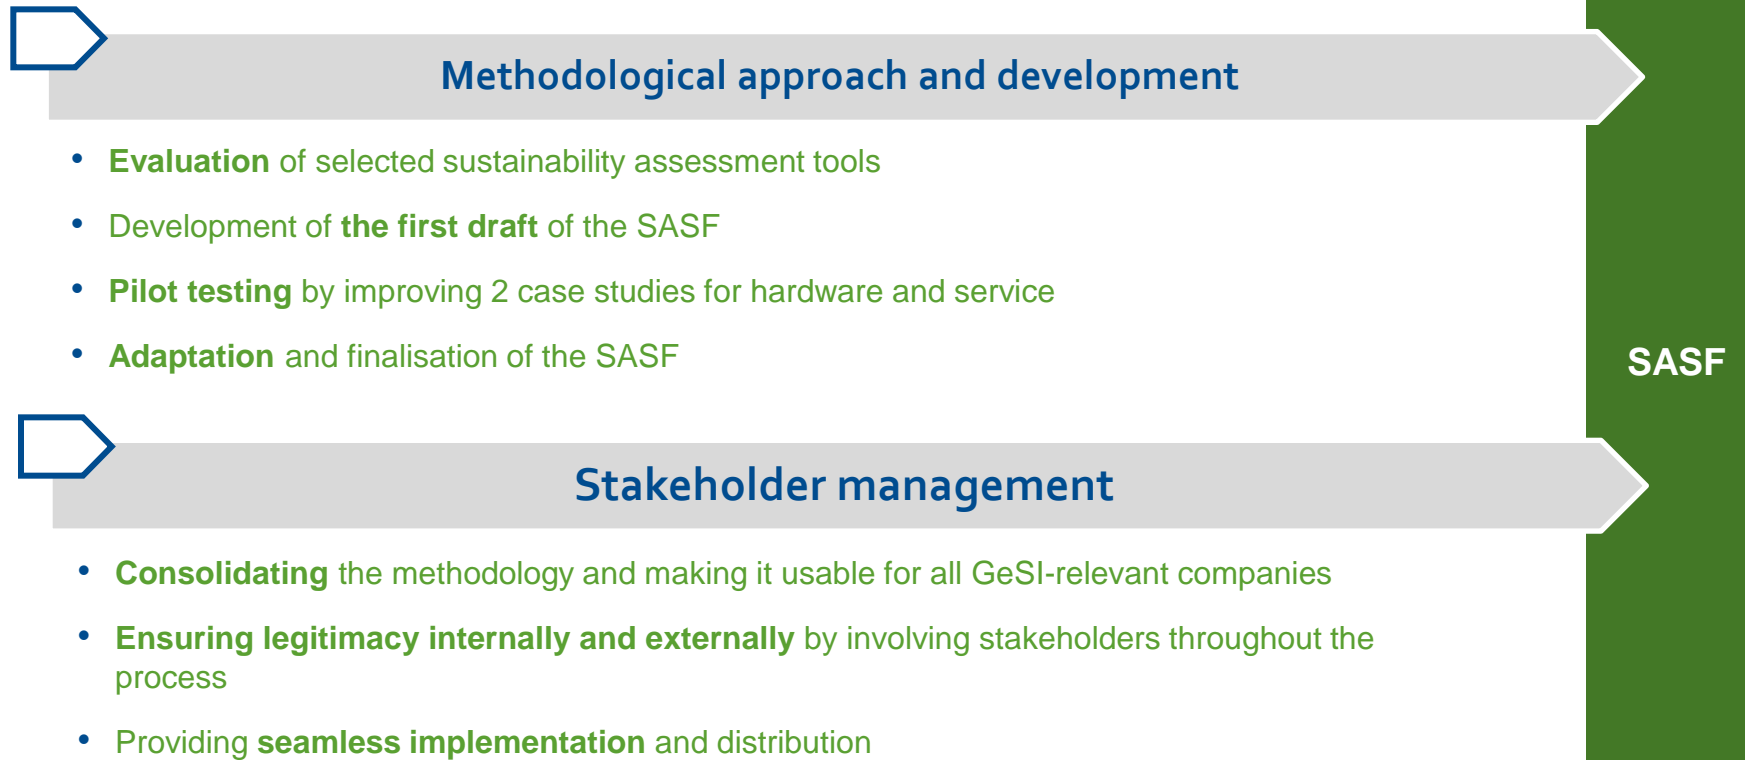 Methodological approach and development
• Evaluation of selected sustainability assessment tools
• Development of the first draft of the SASF
• Pilot testing by improving 2 case studies for hardware and service
• Adaptation and finalisation of the SASF
SASF
Stakeholder management
• Consolidating the methodology and making it usable for all GeSI-relevant companies
• Ensuring legitimacy internally and externally by involving stakeholders throughout the
process
• Providing seamless implementation and distribution